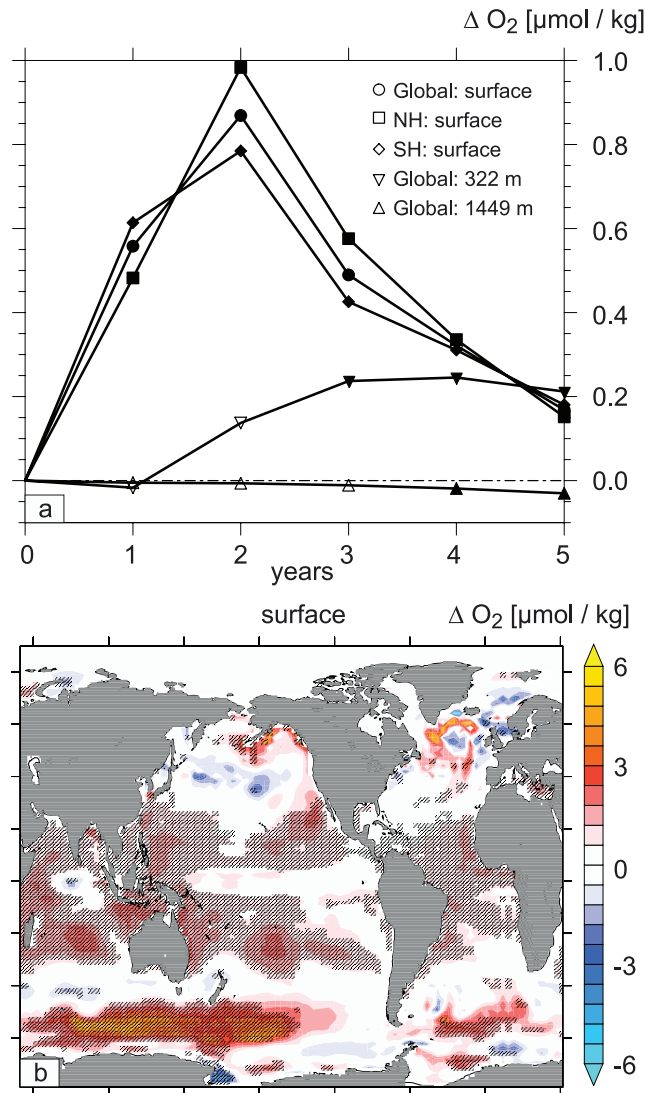 Δ O₂ [µmol / kg]
1.0
Global: surface
NH: surface
SH: surface
Global: 322 m
Global: 1449 m
0.8
0.6
0.4
0.2
0.0
a
0 1 2 3 4 5
years
surface Δ O₂ [µmol / kg]
6
3
0
-3
-6
b